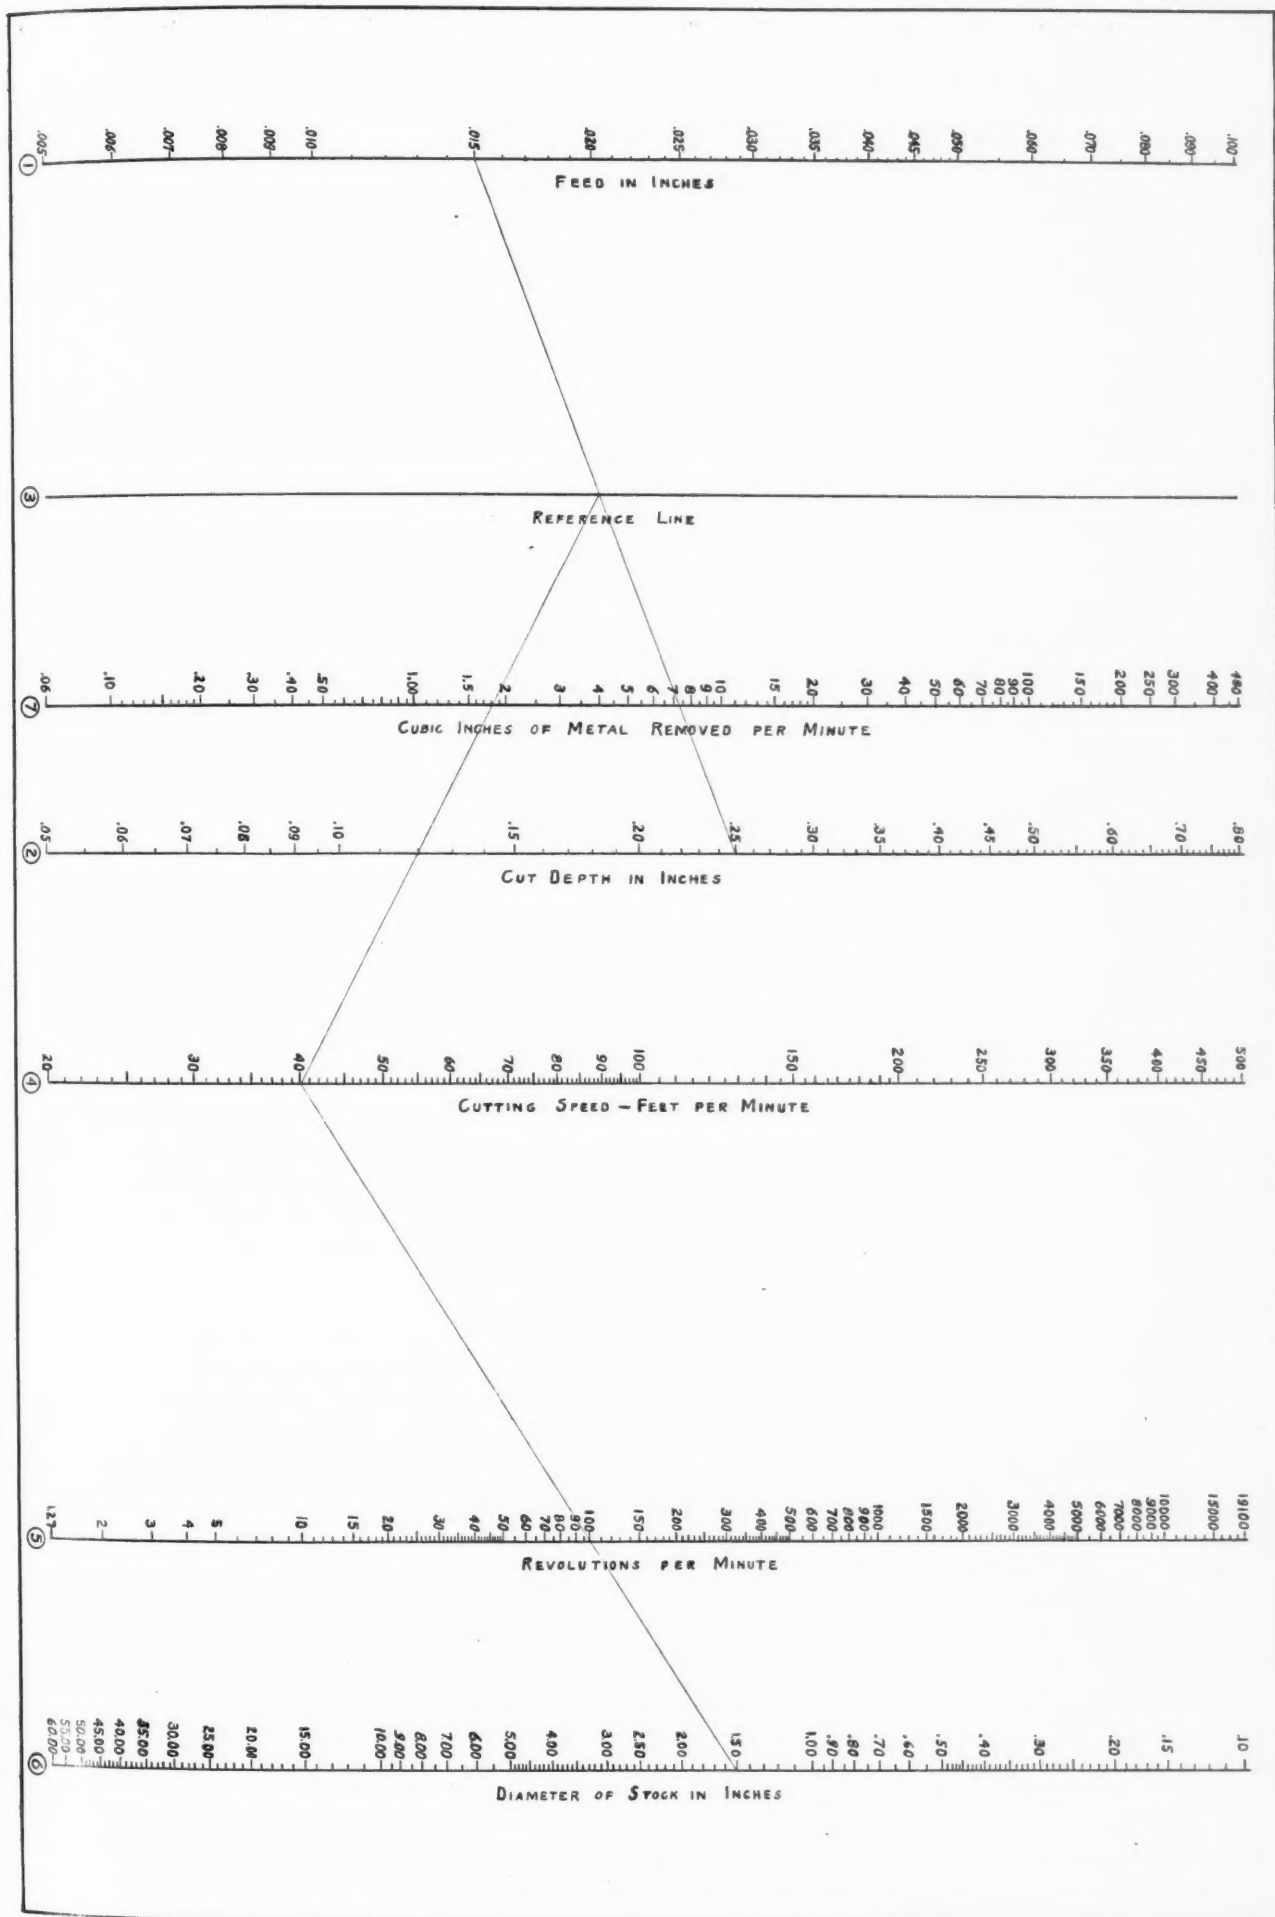 ① .005 .006 .007 .008 .009 .010 .015 .020 .025 .030 .035 .040 .045 .050 .060 .070 .080 .090 .100
FEED IN INCHES
③
REFERENCE LINE
⑦ .06 .10 .20 .30 .40 .50 1.00 1.5 2 3 4 5 6 7 8 9 10 15 20 30 40 50 60 70 80 90 100 150 200 250 300 400 480
CUBIC INCHES OF METAL REMOVED PER MINUTE
② .05 .06 .07 .08 .09 .10 .15 .20 .25 .30 .35 .40 .45 .50 .60 .70 .80
CUT DEPTH IN INCHES
④ 20 30 40 50 60 70 80 90 100 150 200 250 300 350 400 450 500
CUTTING SPEED – FEET PER MINUTE
⑤ 1.27 2 3 4 5 10 15 20 30 40 50 60 70 80 90 100 150 200 300 400 500 600 700 800 900 1000 1500 2000 3000 4000 5000 6000 7000 8000 9000 10000 15000 19100
REVOLUTIONS PER MINUTE
⑥ 60.00 55.00 50.00 45.00 40.00 35.00 30.00 25.00 20.00 15.00 10.00 9.00 8.00 7.00 6.00 5.00 4.00 3.00 2.50 2.00 1.50 1.00 .90 .80 .70 .60 .50 .40 .30 .20 .15 .10
DIAMETER OF STOCK IN INCHES